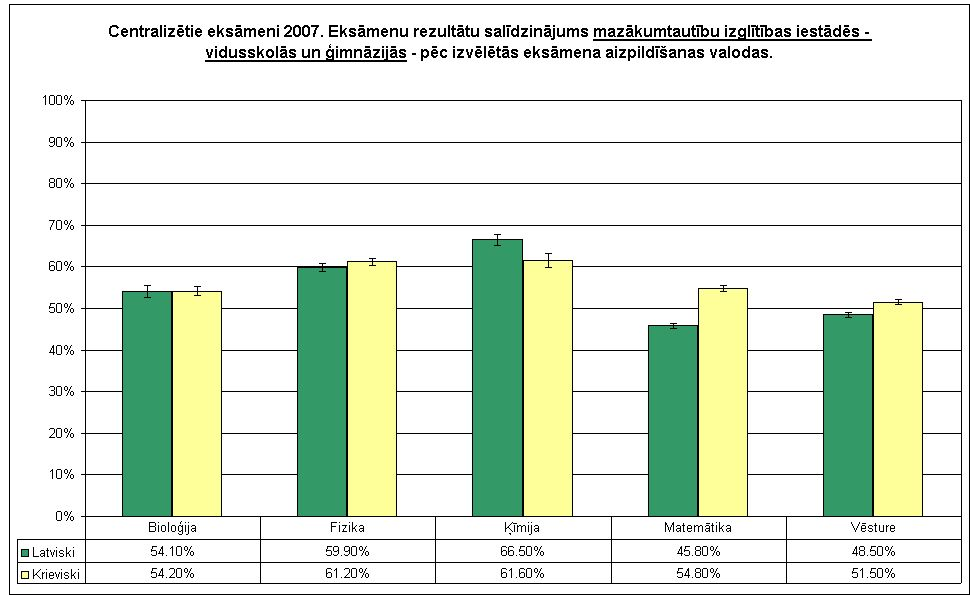 Centralizētie eksāmeni 2007. Eksāmenu rezultātu salīdzinājums mazākumtautību izglītības iestādēs -
vidusskolās un ģimnāzijās - pēc izvēlētās eksāmena aizpildīšanas valodas.
100%
90%
80%
70%
60%
50%
40%
30%
20%
10%
0%
Bioloģija Fizika Ķīmija Matemātika Vēsture
Latviski 54.10% 59.90% 66.50% 45.80% 48.50%
Krieviski 54.20% 61.20% 61.60% 54.80% 51.50%